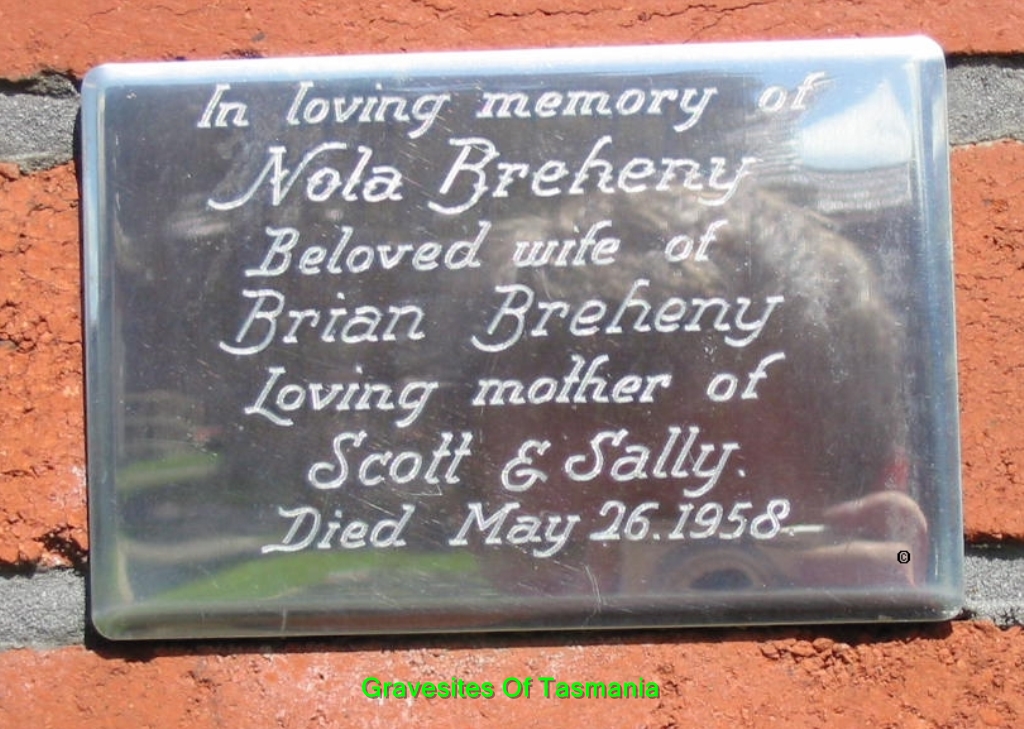 In loving memory of
Nola Breheny
Beloved wife of
Brian Breheny
Loving mother of
Scott & Sally.
Died May 26.1958-
©
Gravesites Of Tasmania